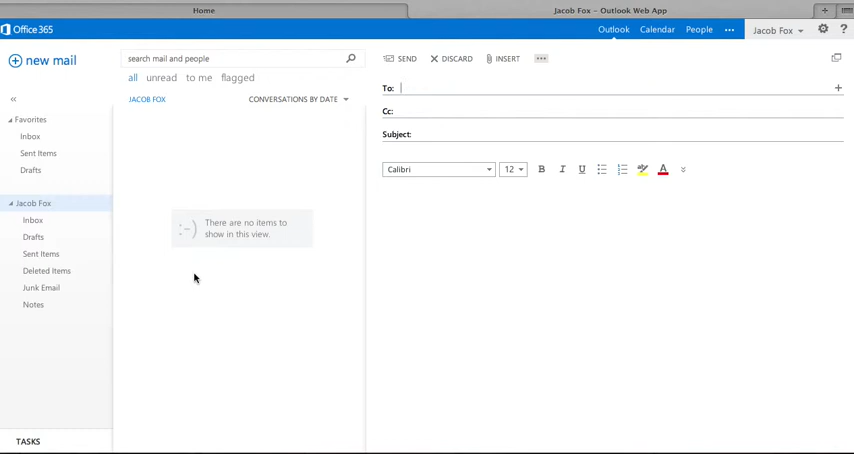 Home
Jacob Fox – Outlook Web App
+
Office 365
Outlook Calendar People ••• Jacob Fox ?
new mail
search mail and people
all unread to me flagged
JACOB FOX CONVERSATIONS BY DATE
«
Favorites
Inbox
Sent Items
Drafts
Jacob Fox
Inbox
Drafts
Sent Items
Deleted Items
Junk Email
Notes
TASKS
:-)
There are no items to
show in this view.
SEND DISCARD INSERT •••
To: +
Cc:
Subject:
Calibri 12 B I U aby A